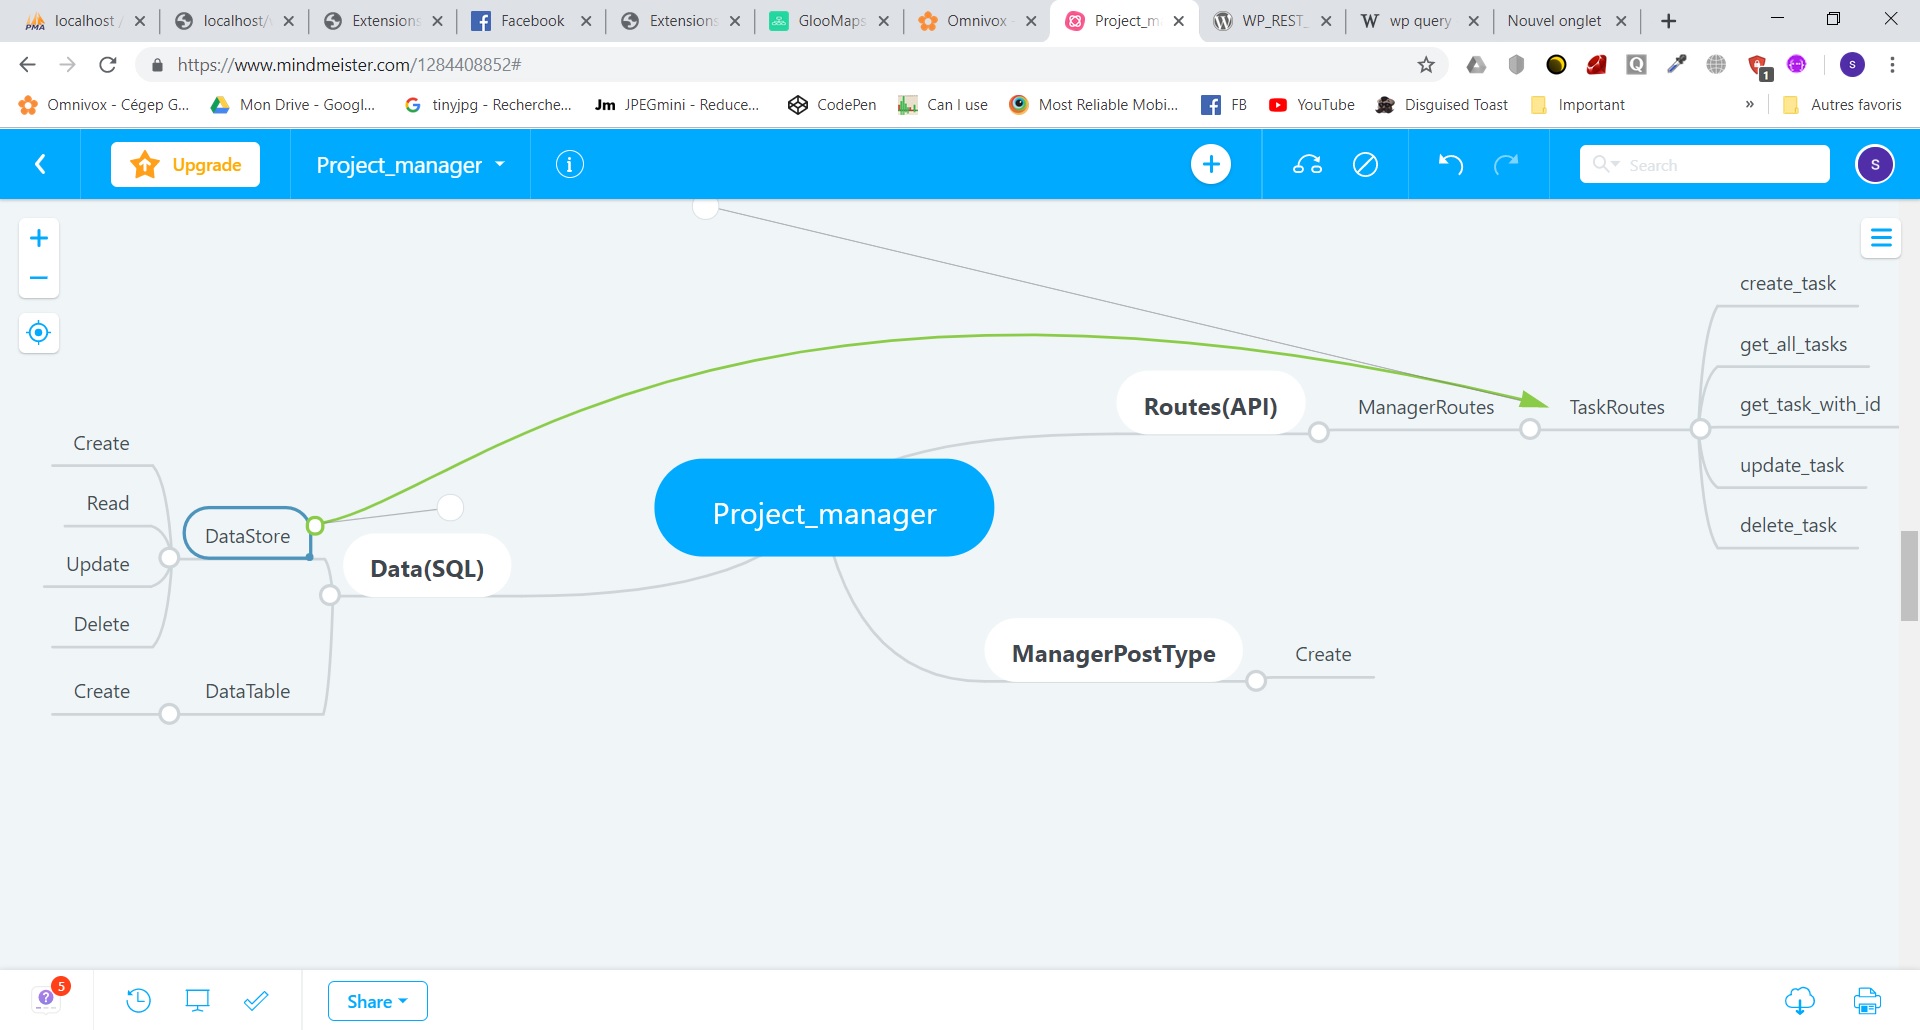 localhost /
localhost/
Extensions
Facebook
Extensions
GlooMaps
Omnivox
Project_m
WP_REST_
wp query
Nouvel onglet
https://www.mindmeister.com/1284408852#
1
S
Omnivox - Cégep G...
Mon Drive - Googl...
tinyjpg - Recherche...
Jm JPEGmini - Reduce...
CodePen
Can I use
Most Reliable Mobi...
FB
YouTube
Disguised Toast
Important
»
Autres favoris
Upgrade
Project_manager
Search
S
create_task
get_all_tasks
get_task_with_id
update_task
delete_task
Routes(API)
ManagerRoutes
TaskRoutes
Create
Read
Update
Delete
DataStore
Data(SQL)
Project_manager
Create
DataTable
ManagerPostType
Create
5
Share